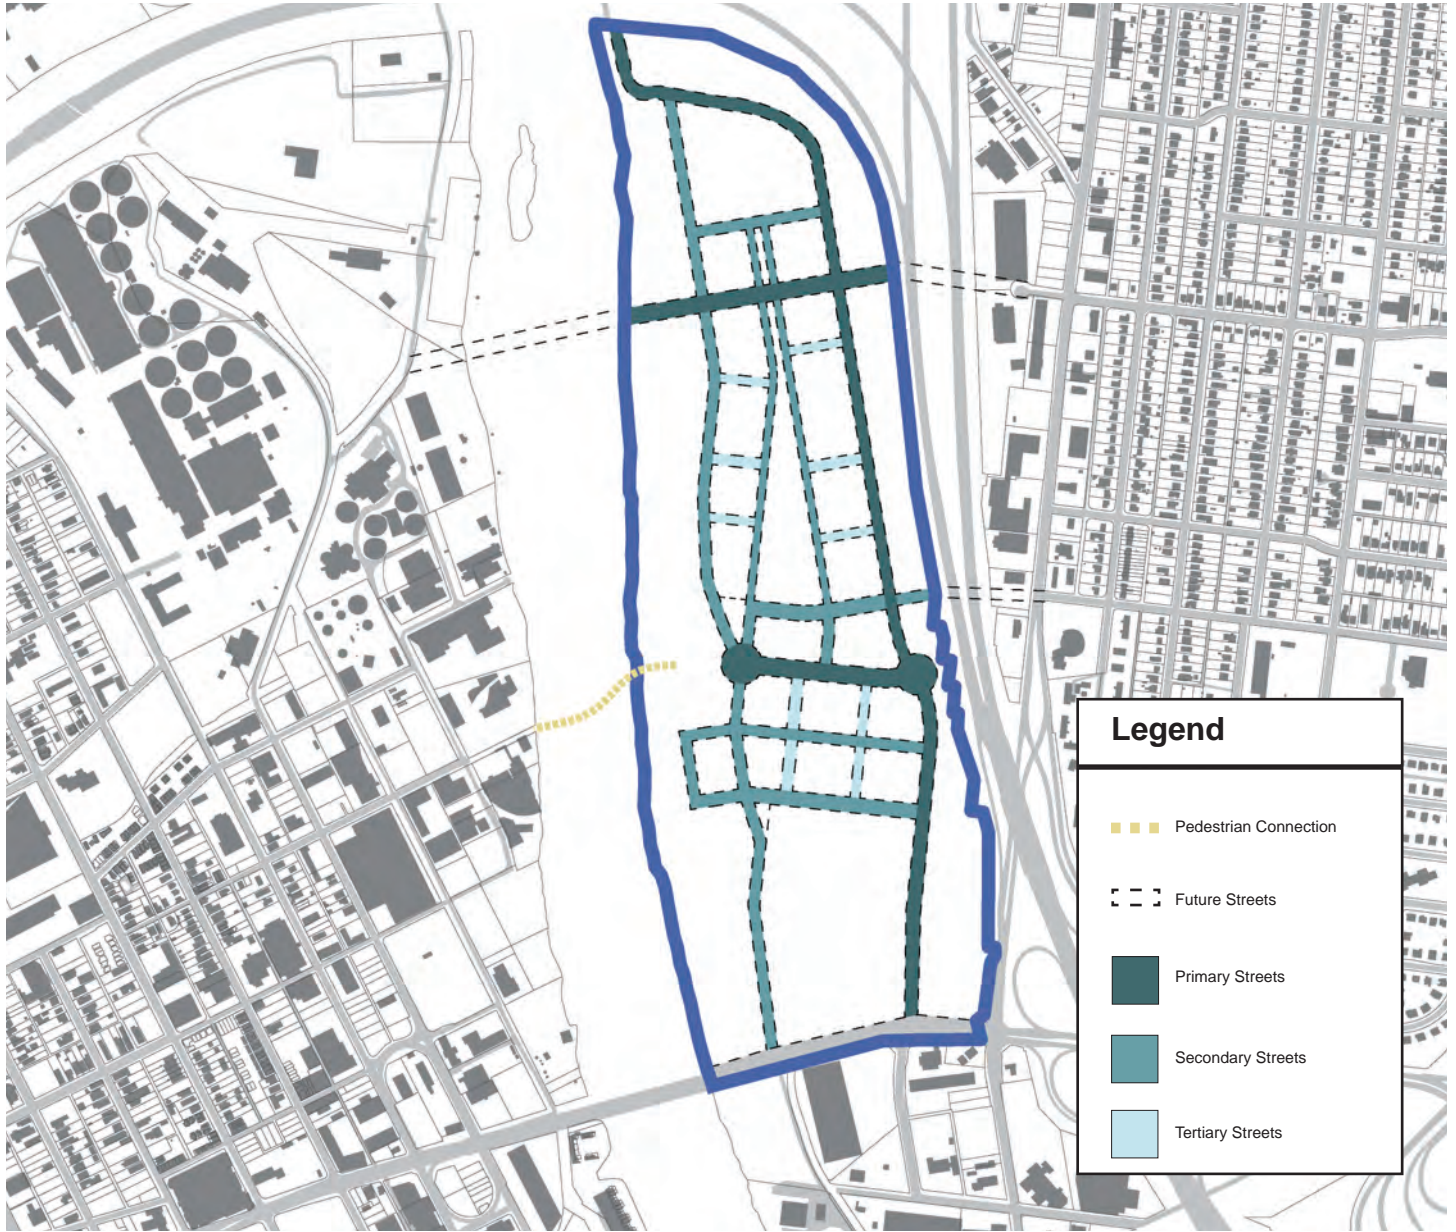 Legend
Pedestrian Connection
Future Streets
Primary Streets
Secondary Streets
Tertiary Streets